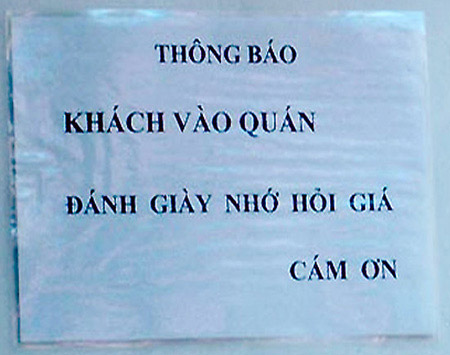 THÔNG BÁO
KHÁCH VÀO QUÁN
ĐÁNH GIÀY NHỚ HỎI GIÁ
CÁM ƠN